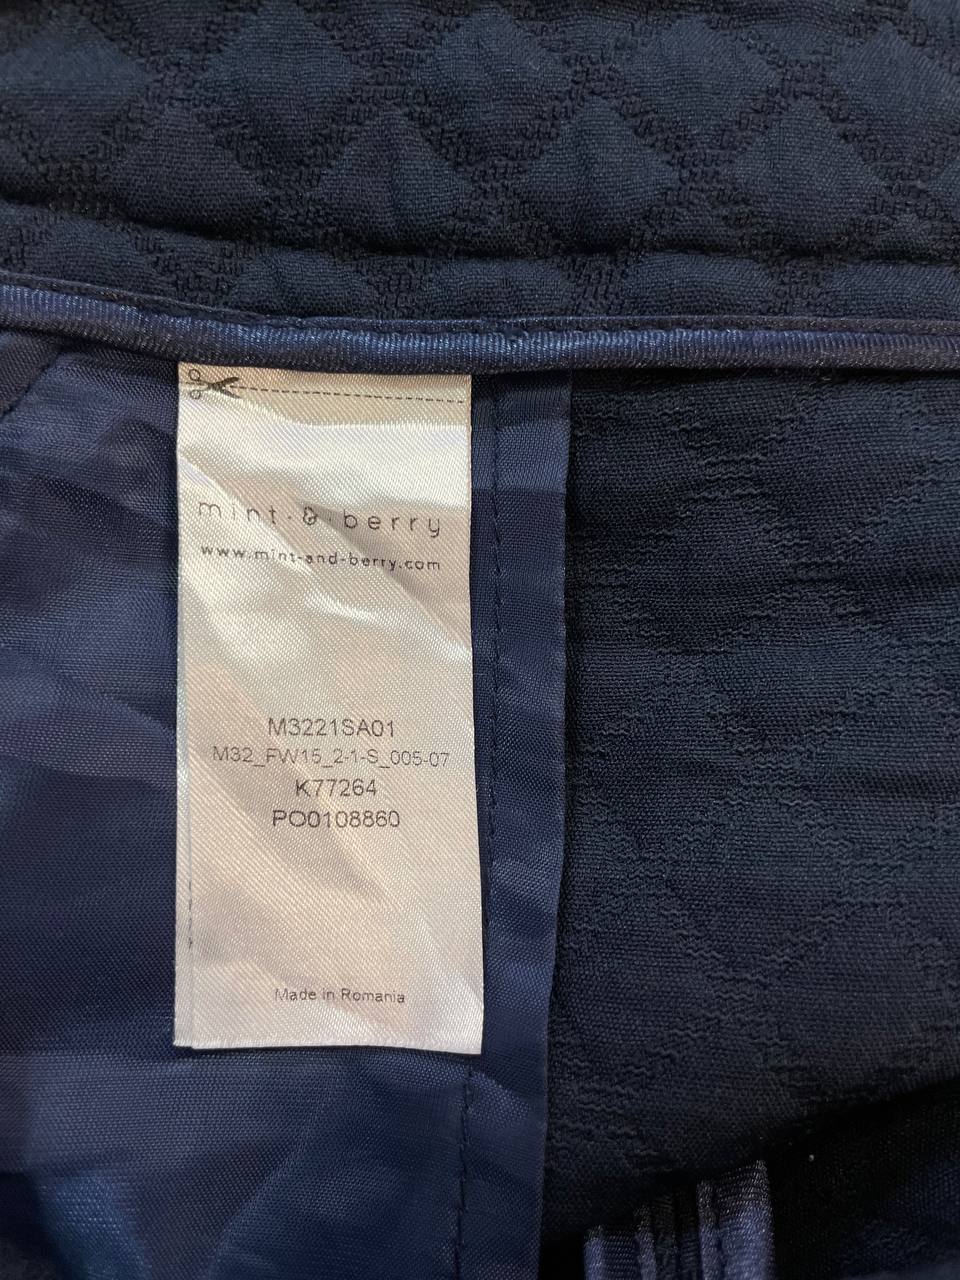 mint & berry
www.mint-and-berry.com
M3221SA01
M32_FW15_2-1-S_005-07
K77264
PO0108860
Made in Romania